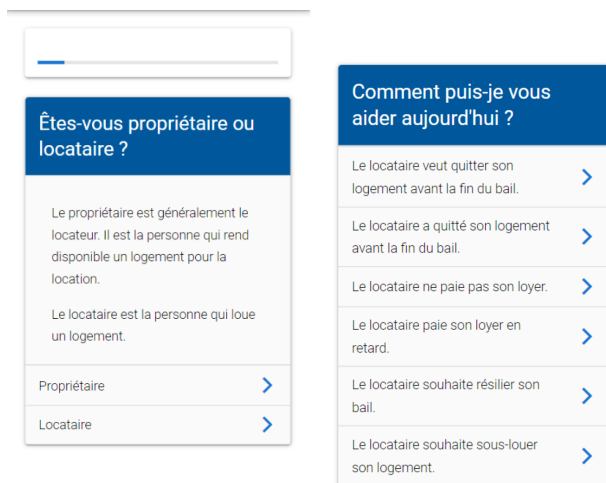 Êtes-vous propriétaire ou
locataire ?
Le propriétaire est généralement le
locateur. Il est la personne qui rend
disponible un logement pour la
location.
Le locataire est la personne qui loue
un logement.
Propriétaire
Locataire
Comment puis-je vous
aider aujourd'hui ?
Le locataire veut quitter son
logement avant la fin du bail.
Le locataire a quitté son logement
avant la fin du bail.
Le locataire ne paie pas son loyer.
Le locataire paie son loyer en
retard.
Le locataire souhaite résilier son
bail.
Le locataire souhaite sous-louer
son logement.